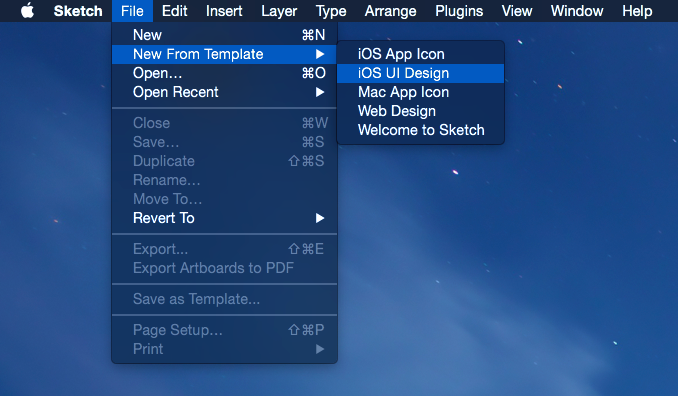 Sketch File Edit Insert Layer Type Arrange Plugins View Window Help
New ⌘N
New From Template ▶
Open… ⌘O
Open Recent ▶
Close ⌘W
Save… ⌘S
Duplicate ⇧⌘S
Rename…
Move To…
Revert To ▶
Export... ⇧⌘E
Export Artboards to PDF
Save as Template...
Page Setup… ⇧⌘P
Print ▶
iOS App Icon
iOS UI Design
Mac App Icon
Web Design
Welcome to Sketch